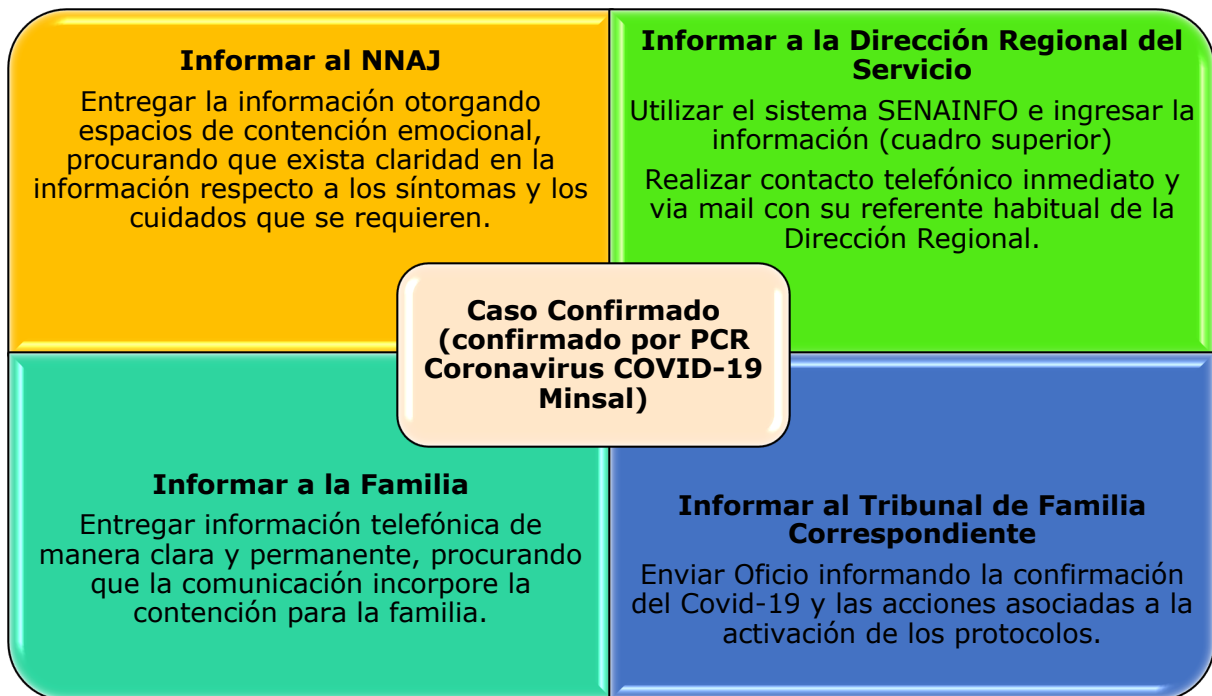 Informar al NNAJ
Entregar la información otorgando
espacios de contención emocional,
procurando que exista claridad en la
información respecto a los síntomas y los
cuidados que se requieren.
Informar a la Dirección Regional del
Servicio
Utilizar el sistema SENAINFO e ingresar la
información (cuadro superior)
Realizar contacto telefónico inmediato y
via mail con su referente habitual de la
Dirección Regional.
Caso Confirmado
(confirmado por PCR
Coronavirus COVID-19
Minsal)
Informar a la Familia
Entregar información telefónica de
manera clara y permanente, procurando
que la comunicación incorpore la
contención para la familia.
Informar al Tribunal de Familia
Correspondiente
Enviar Oficio informando la confirmación
del Covid-19 y las acciones asociadas a la
activación de los protocolos.